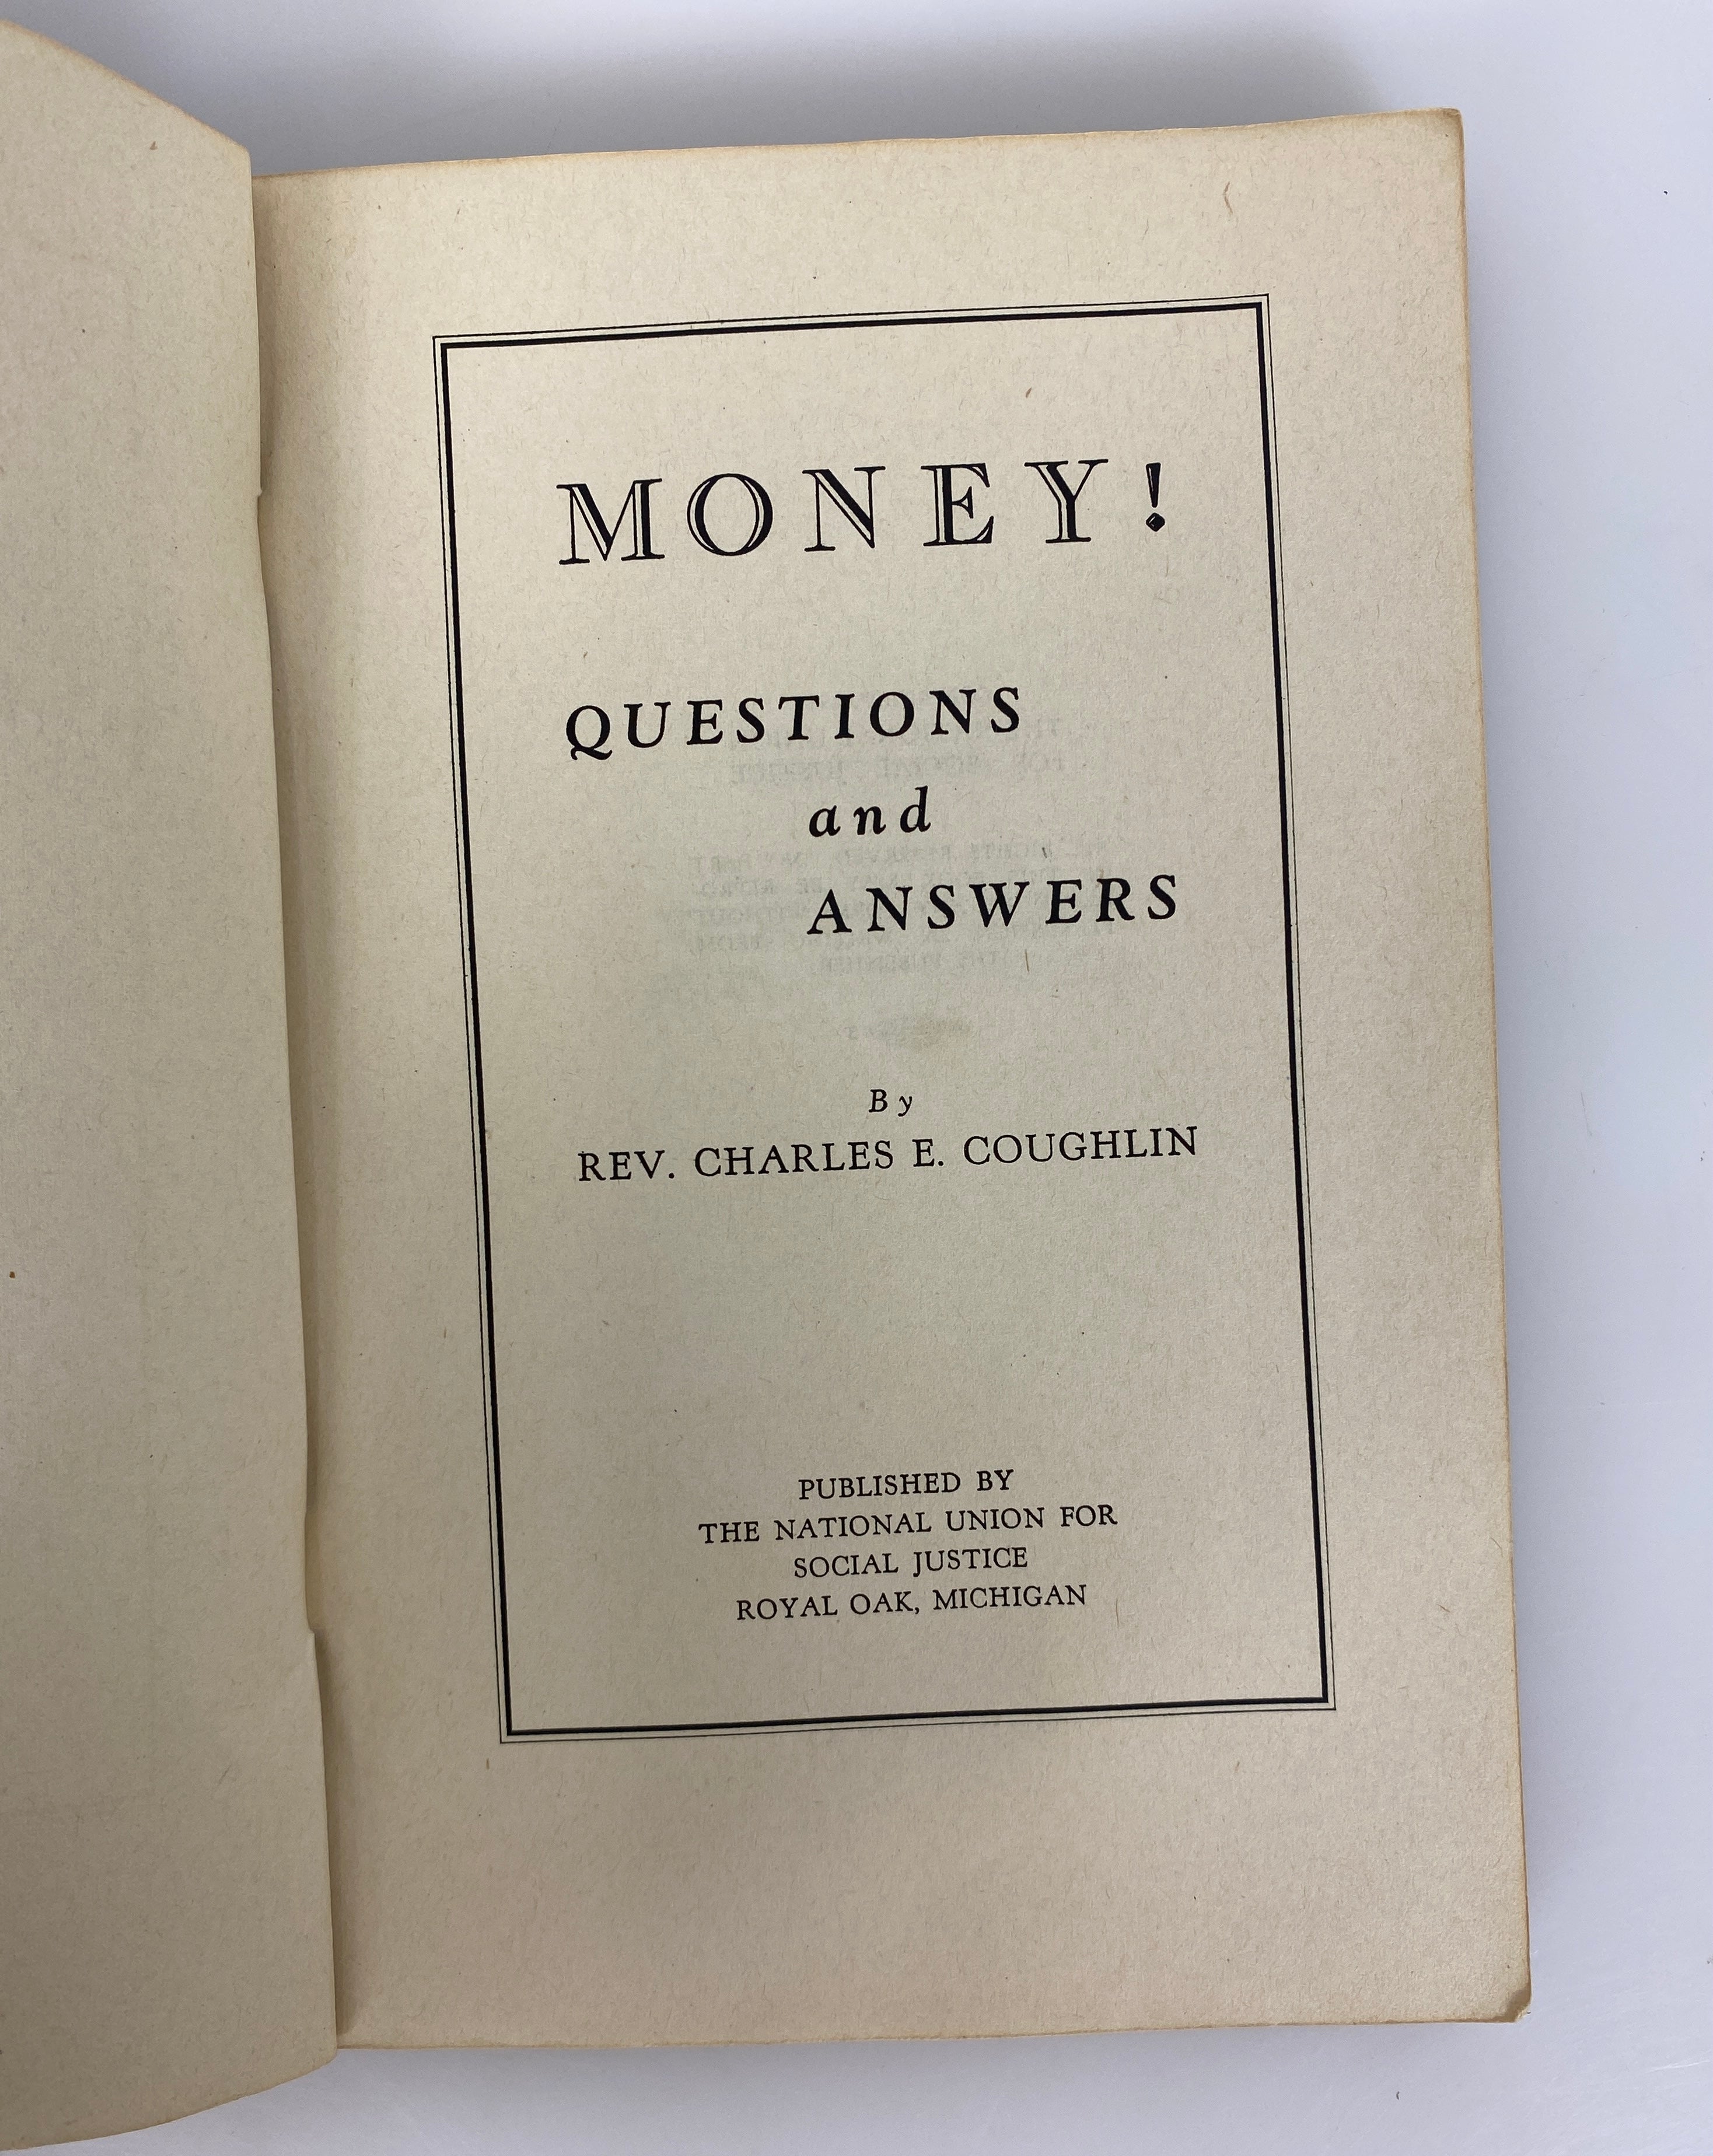 MONEY!
QUESTIONS
and
ANSWERS
By
REV. CHARLES E. COUGHLIN
PUBLISHED BY
THE NATIONAL UNION FOR
SOCIAL JUSTICE
ROYAL OAK, MICHIGAN